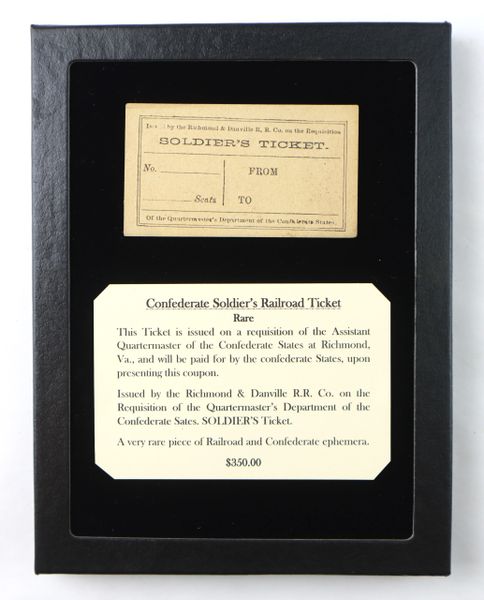 by the Richmond & Danville R. R. Co. on the Requisition
SOLDIER'S TICKET.
No.
FROM
Seats
TO
Of the Quartermaster's Department of the Confederate States.
Confederate Soldier's Railroad Ticket
Rare
This Ticket is issued on a requisition of the Assistant
Quartermaster of the Confederate States at Richmond,
Va., and will be paid for by the confederate States, upon
presenting this coupon.
Issued by the Richmond & Danville R.R. Co. on the
Requisition of the Quartermaster's Department of the
Confederate Sates. SOLDIER'S Ticket.
A very rare piece of Railroad and Confederate ephemera.
$350.00